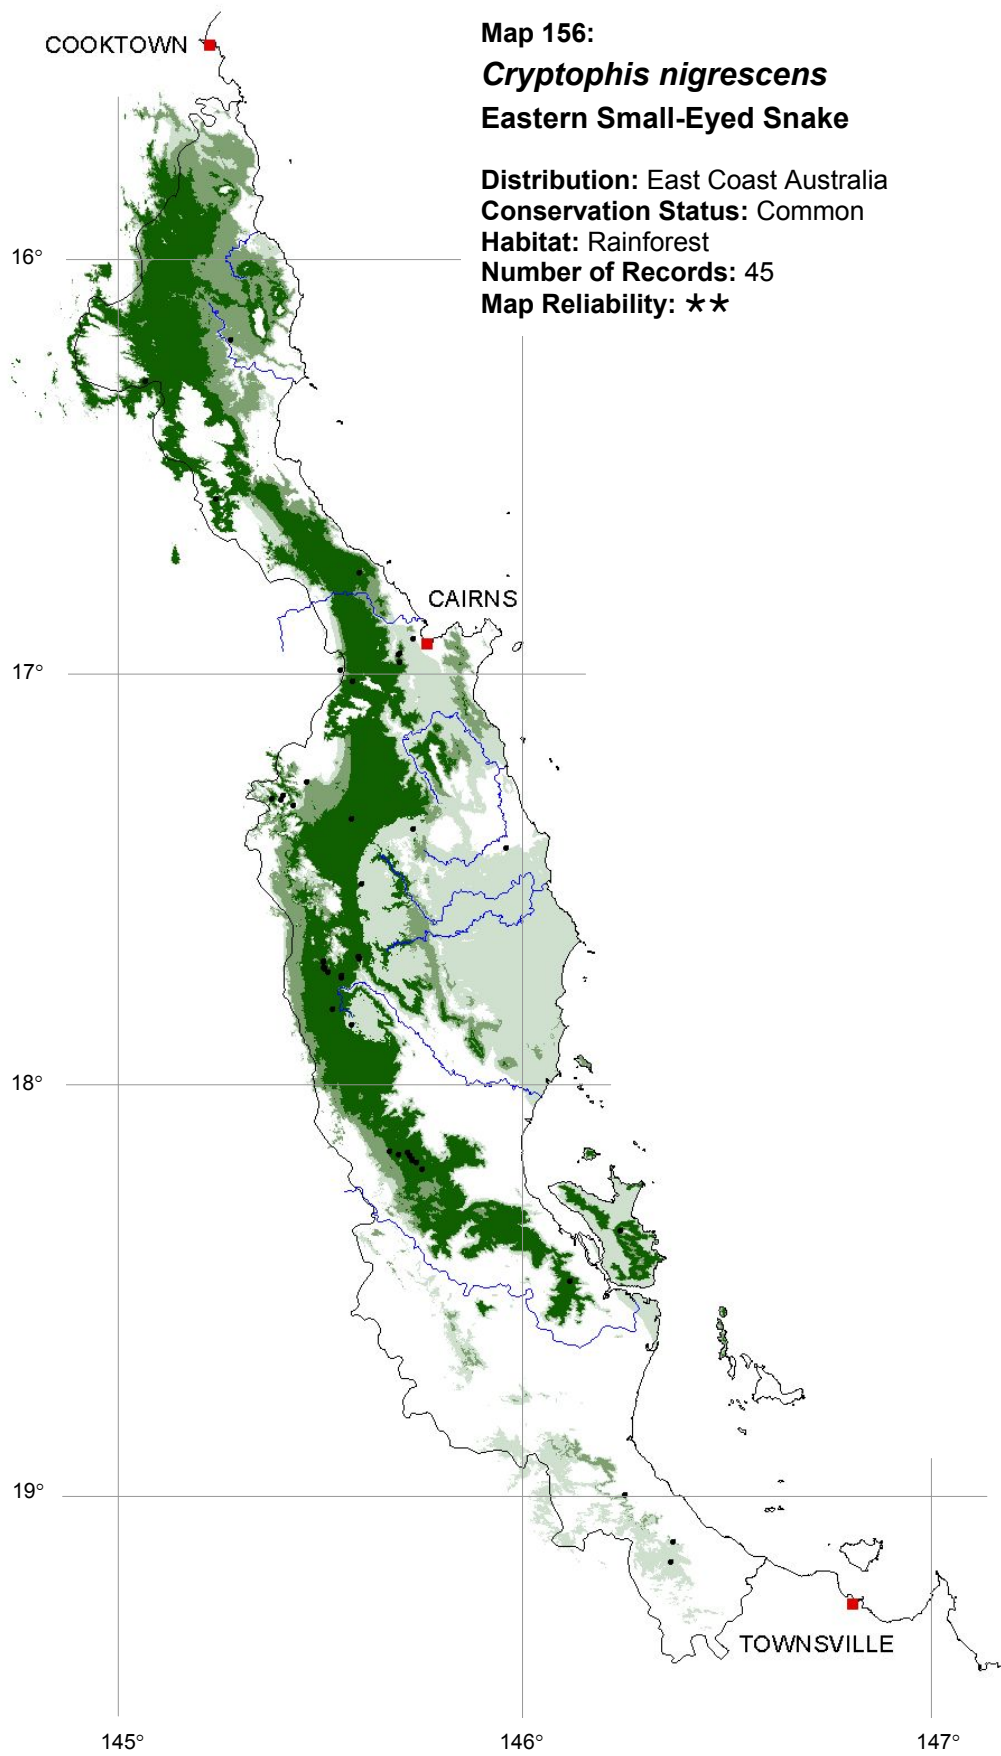 Map 156:
Cryptophis nigrescens
Eastern Small-Eyed Snake
Distribution: East Coast Australia
Conservation Status: Common
Habitat: Rainforest
Number of Records: 45
Map Reliability: ★★
COOKTOWN
16°
CAIRNS
17°
18°
19°
TOWNSVILLE
145°
146°
147°